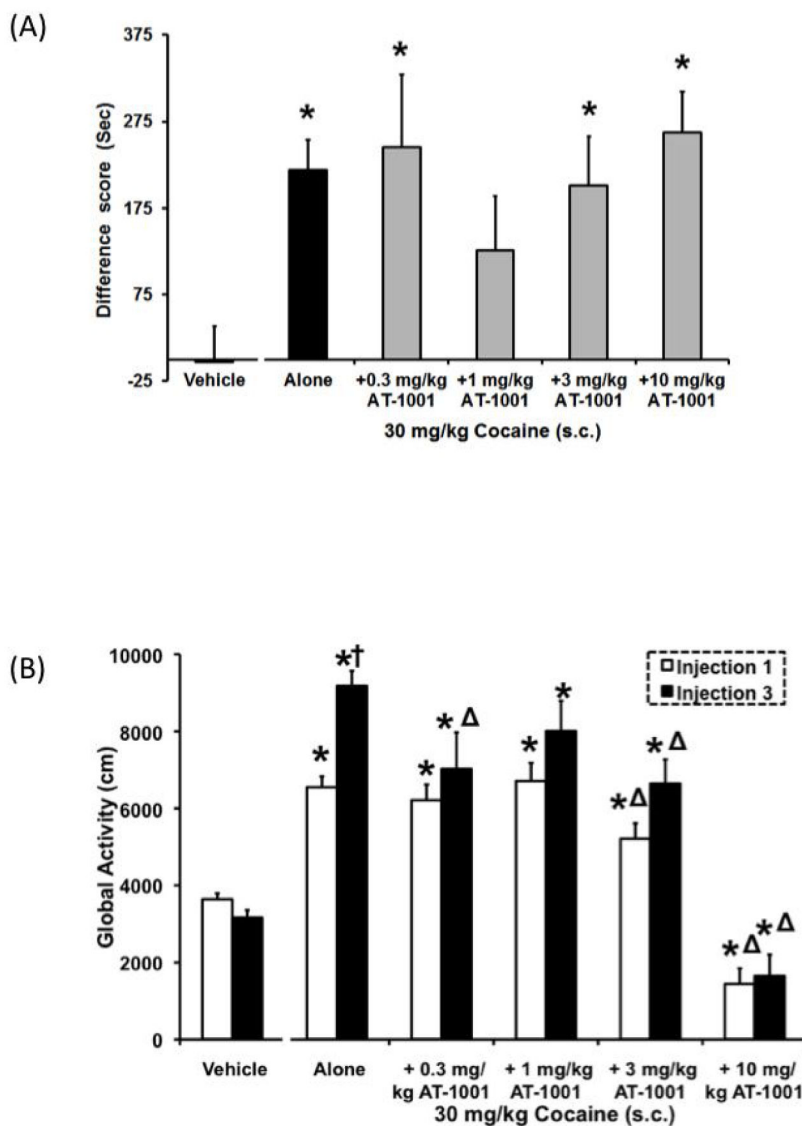 (A)
375
275
175
75
-25
Difference score (Sec)
*
*
*
*
Vehicle
Alone
+0.3 mg/kg
AT-1001
+1 mg/kg
AT-1001
+3 mg/kg
AT-1001
+10 mg/kg
AT-1001
30 mg/kg Cocaine (s.c.)
(B)
10000
8000
6000
4000
2000
0
Global Activity (cm)
Injection 1
Injection 3
*
*†
*
* Δ
*
*
*Δ
*Δ
*Δ
*Δ
Vehicle
Alone
+ 0.3 mg/
kg AT-1001
+ 1 mg/kg
AT-1001
+ 3 mg/kg
AT-1001
+ 10 mg/
kg AT-1001
30 mg/kg Cocaine (s.c.)